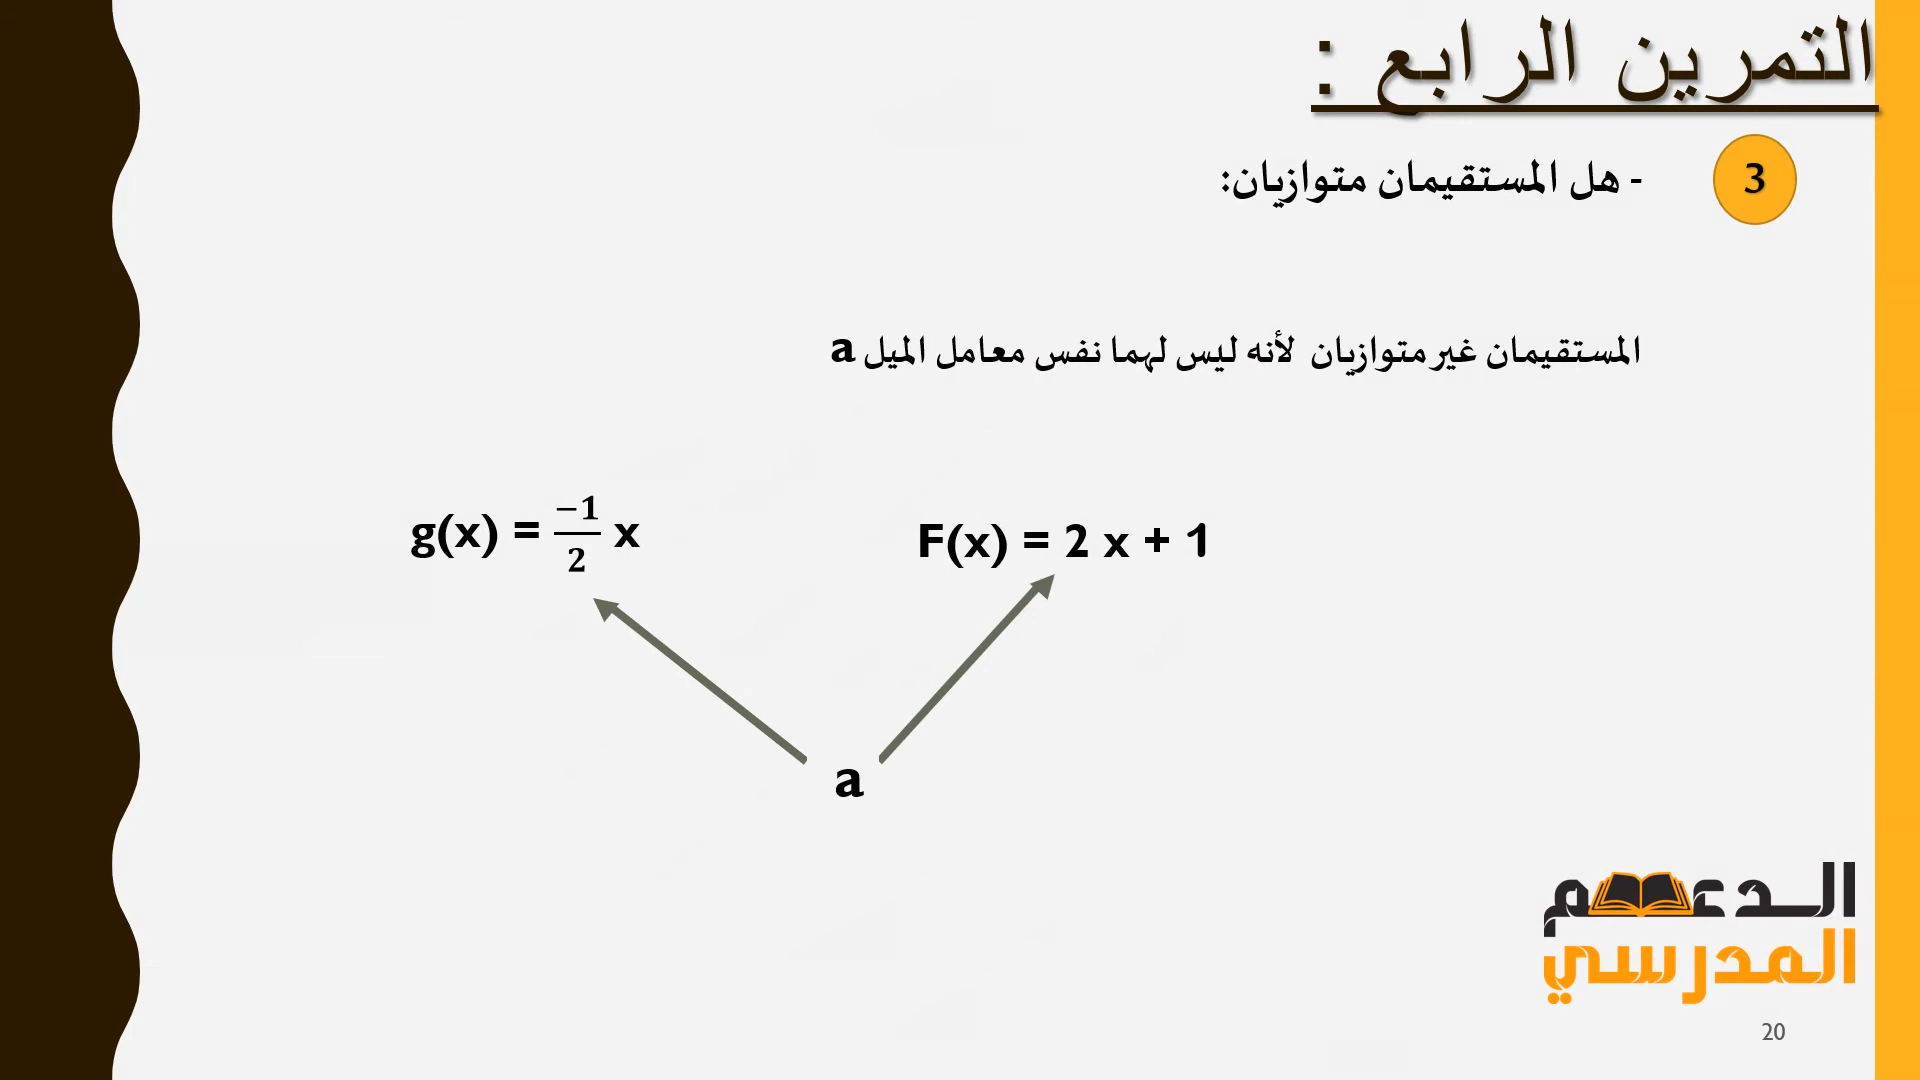 التمرين الرابع :
3
- هل المستقيمان متوازيان:
المستقيمان غير متوازيان لأنه ليس لهما نفس معامل الميل a
F(x) = 2 x + 1
g(x) = \frac{-1}{2} x
a
الدعم
المدرسي
20